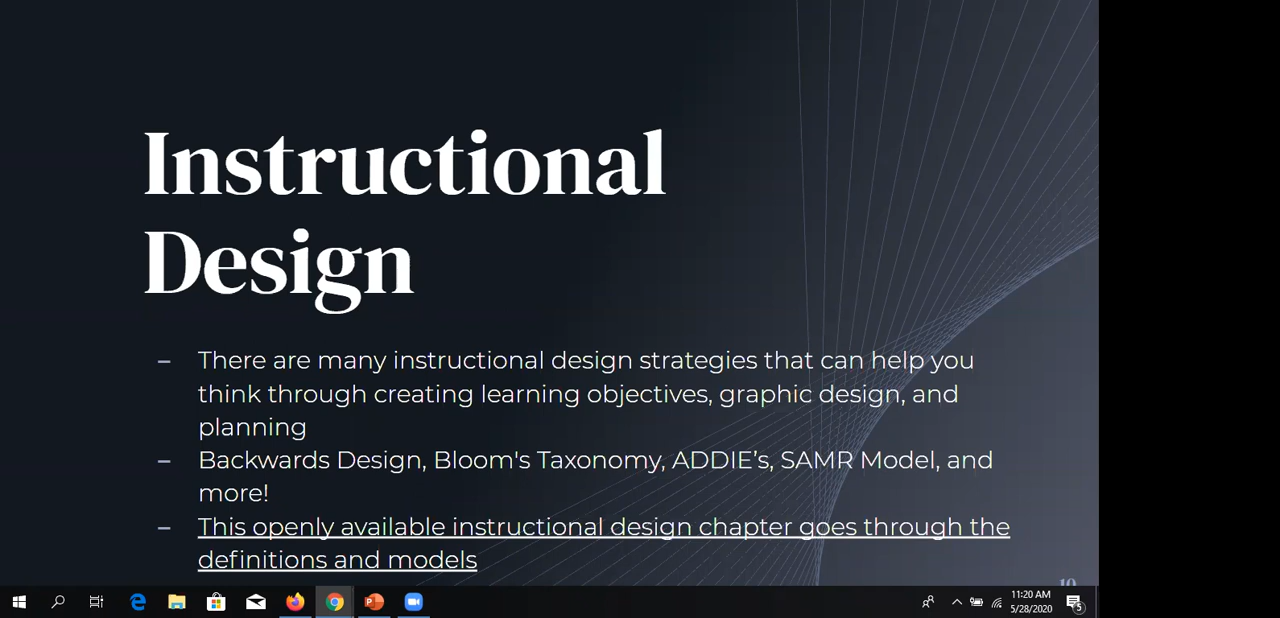 Instructional
Design
– There are many instructional design strategies that can help you
think through creating learning objectives, graphic design, and
planning
– Backwards Design, Bloom's Taxonomy, ADDIE’s, SAMR Model, and
more!
– This openly available instructional design chapter goes through the
definitions and models
11:20 AM
5/28/2020
5